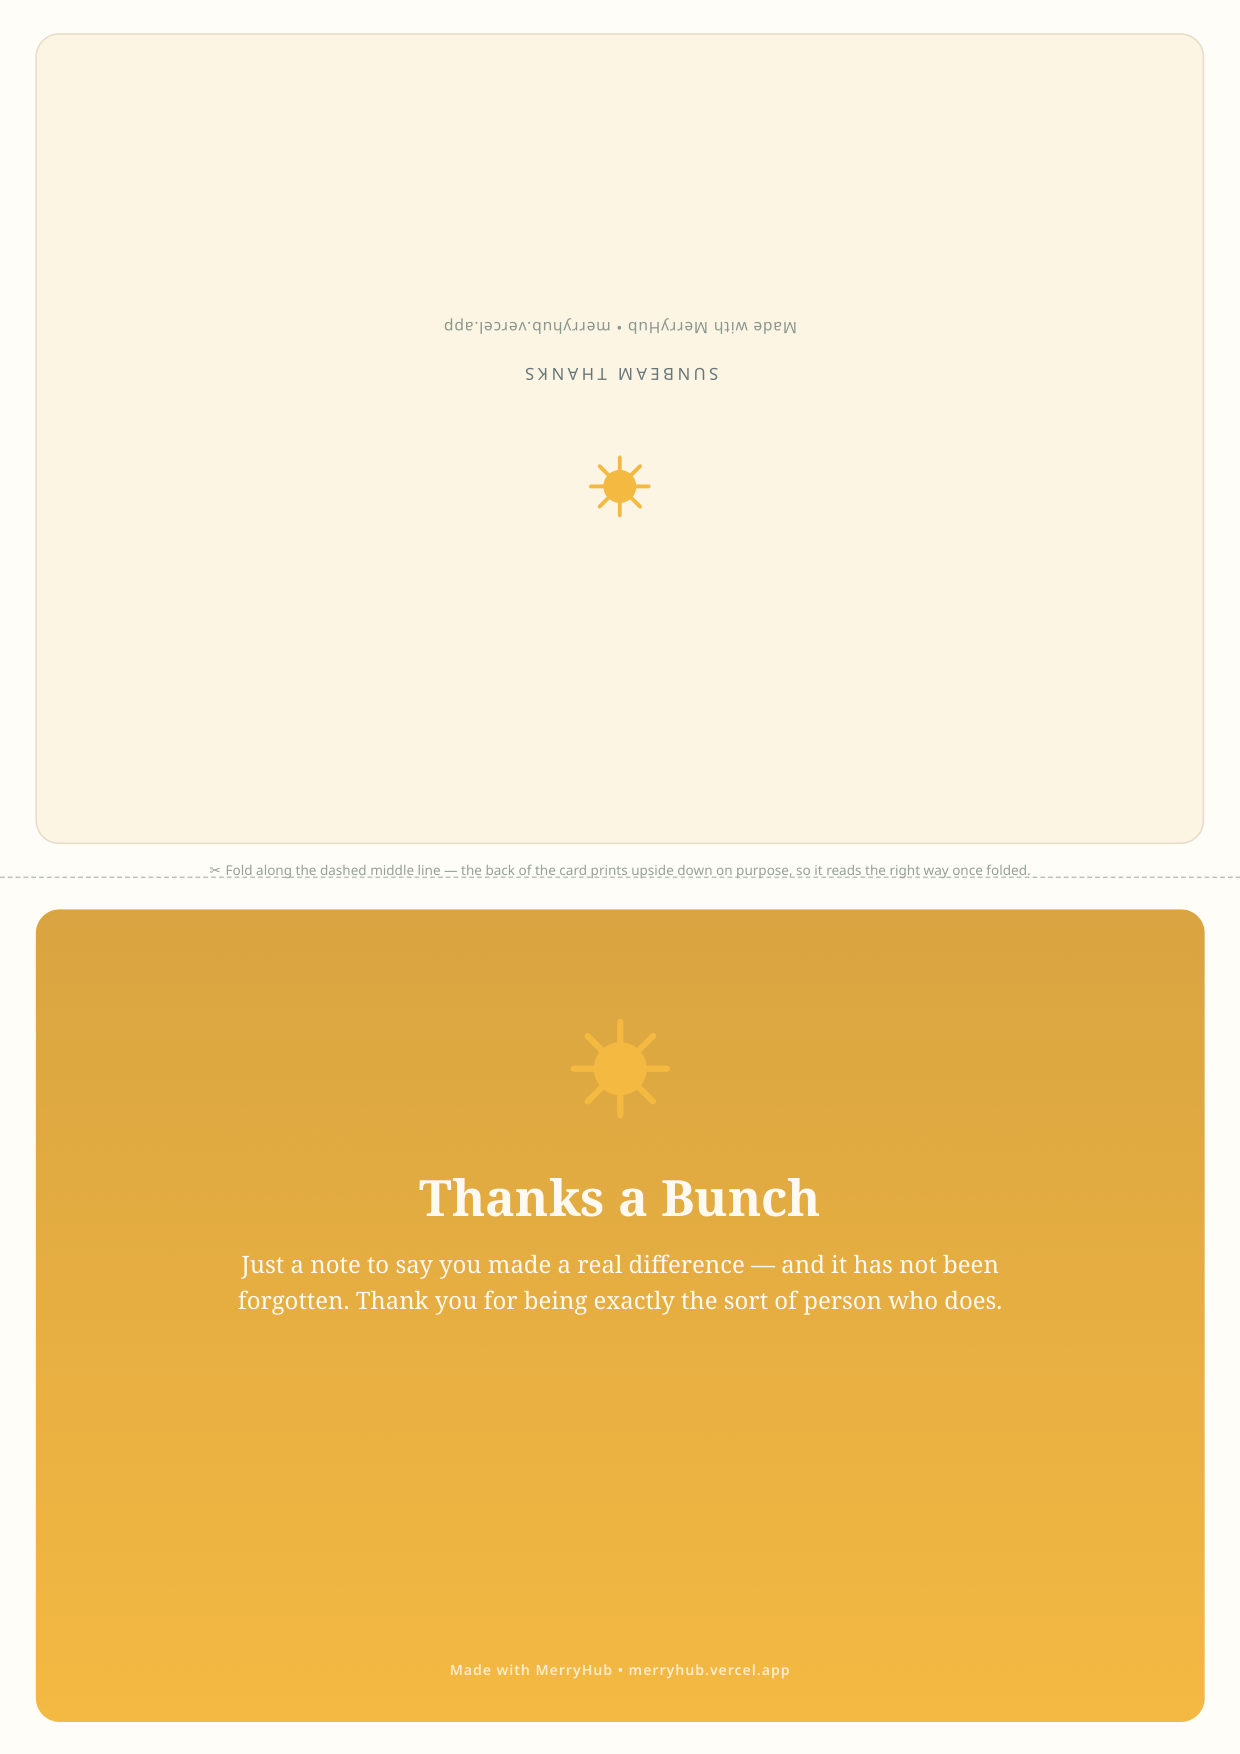 Made with MerryHub • merryhub.vercel.app
SUNBEAM THANKS
✂ Fold along the dashed middle line — the back of the card prints upside down on purpose, so it reads the right way once folded.
Thanks a Bunch
Just a note to say you made a real difference — and it has not been
forgotten. Thank you for being exactly the sort of person who does.
Made with MerryHub • merryhub.vercel.app